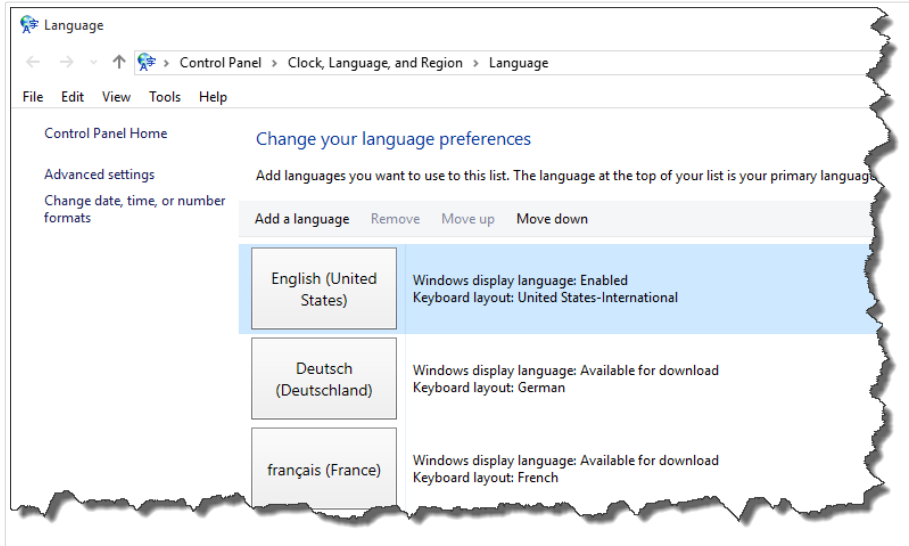 Language
Control Panel > Clock, Language, and Region > Language
File Edit View Tools Help
Control Panel Home
Advanced settings
Change date, time, or number
formats
Change your language preferences
Add languages you want to use to this list. The language at the top of your list is your primary language
Add a language Remove Move up Move down
English (United
States)
Windows display language: Enabled
Keyboard layout: United States-International
Deutsch
(Deutschland)
Windows display language: Available for download
Keyboard layout: German
français (France)
Windows display language: Available for download
Keyboard layout: French